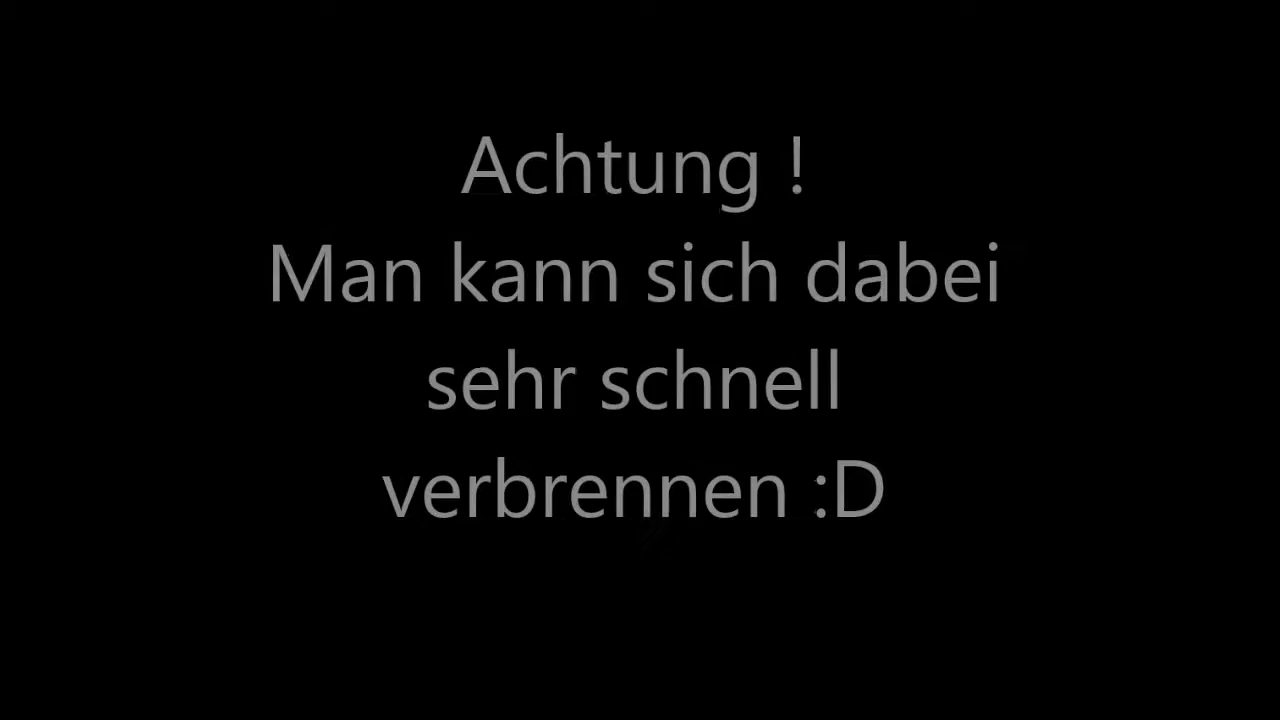 Achtung !
Man kann sich dabei
sehr schnell
verbrennen :D